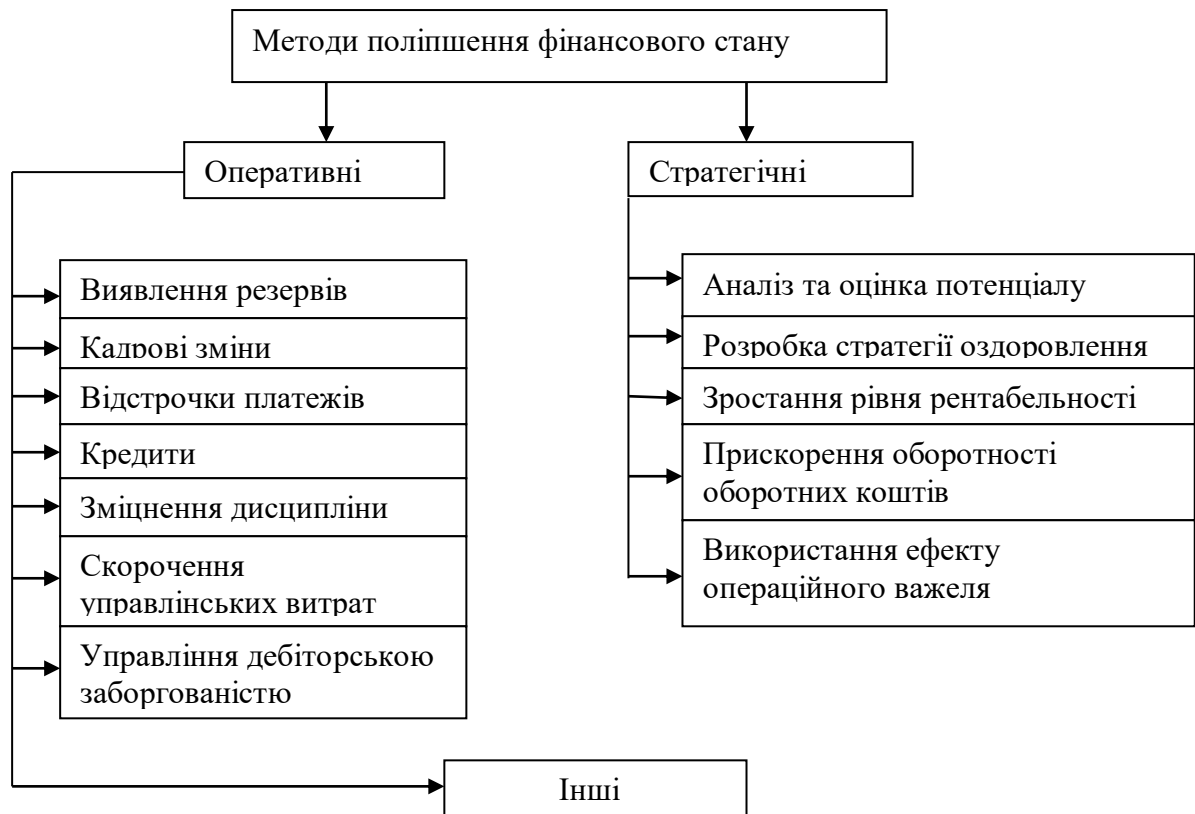 Методи поліпшення фінансового стану
Оперативні
Стратегічні
Виявлення резервів
Кадрові зміни
Відстрочки платежів
Кредити
Зміцнення дисципліни
Скорочення
управлінських витрат
Управління дебіторською
заборгованістю
Аналіз та оцінка потенціалу
Розробка стратегії оздоровлення
Зростання рівня рентабельності
Прискорення оборотності
оборотних коштів
Використання ефекту
операційного важеля
Інші